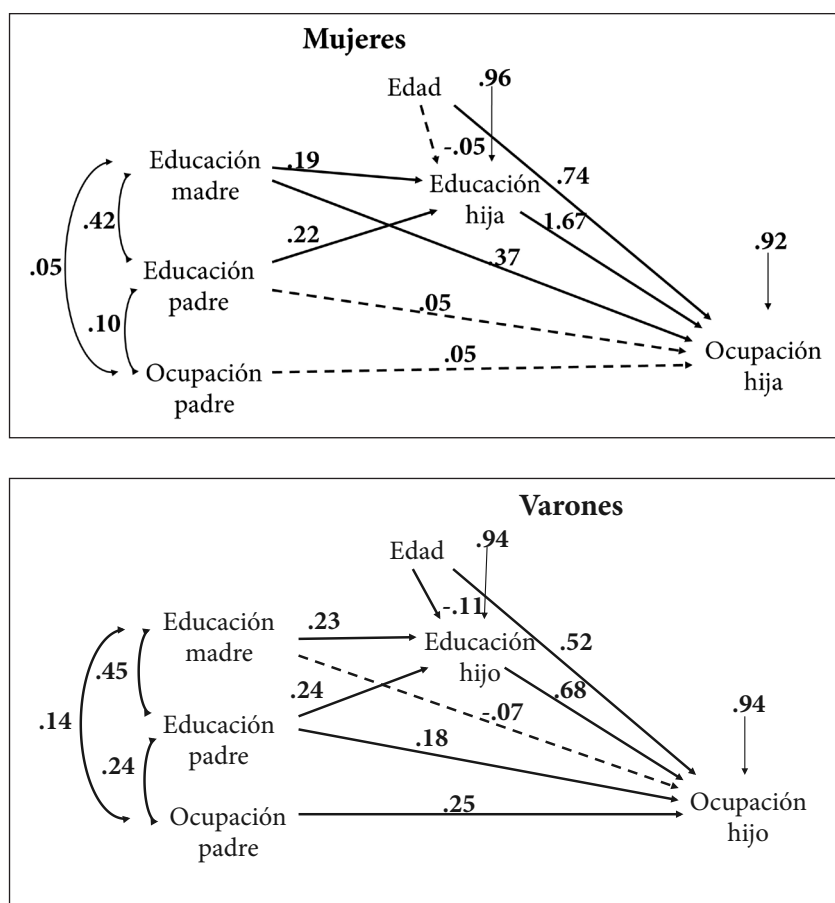 Mujeres
.96
Edad
-.05
Educación
madre
.19
Educación
hija
.74
.42
.22
1.67
.92
.05
.37
Educación
padre
.05
.10
.05
Ocupación
padre
Ocupación
hija
Varones
.94
Edad
-.11
Educación
madre
.23
Educación
hijo
.52
.45
.24
.68
-.07
.94
.14
Educación
padre
.18
.24
.25
Ocupación
padre
Ocupación
hijo